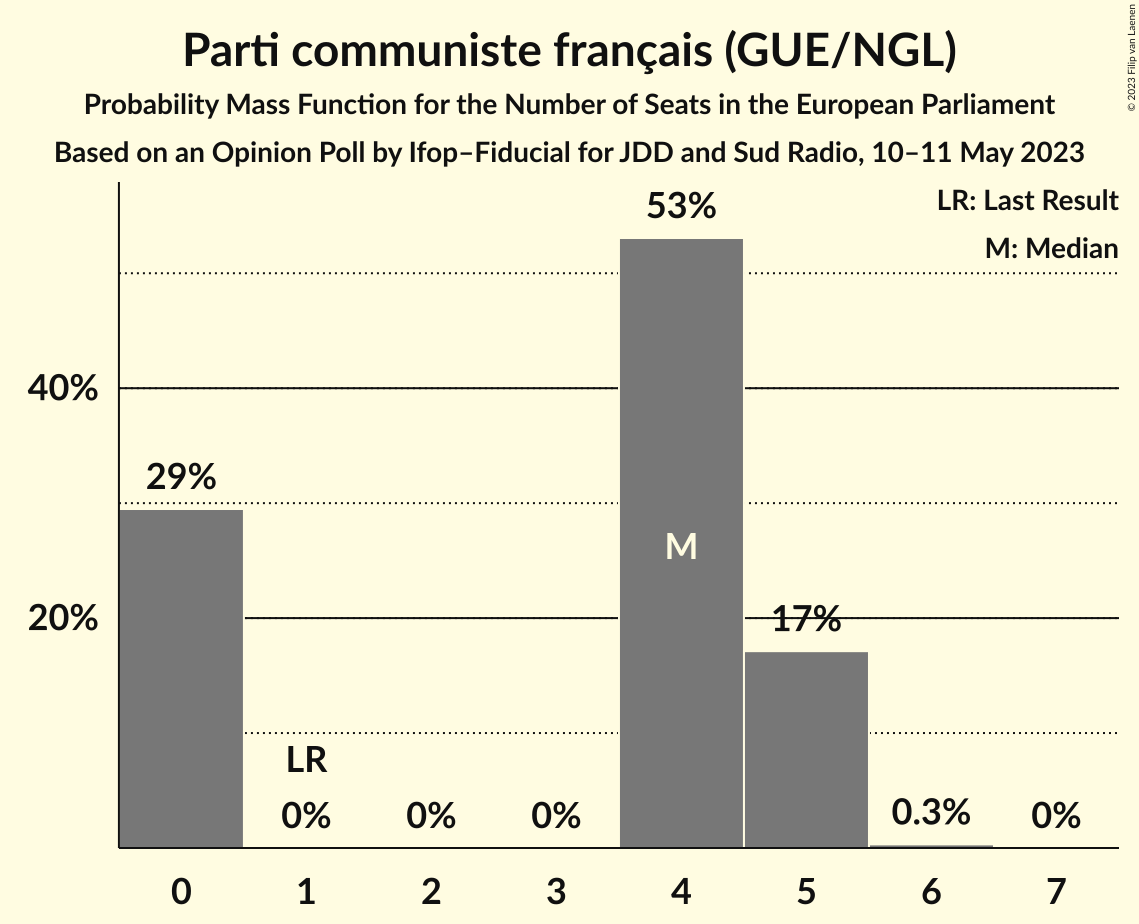 Parti communiste français (GUE/NGL)
Probability Mass Function for the Number of Seats in the European Parliament
Based on an Opinion Poll by Ifop–Fiducial for JDD and Sud Radio, 10–11 May 2023
© 2023 Filip van Laenen
LR: Last Result
M: Median
53%
40%
29%
M
20%
17%
LR
0%
0%
0%
0.3%
0%
0 1 2 3 4 5 6 7